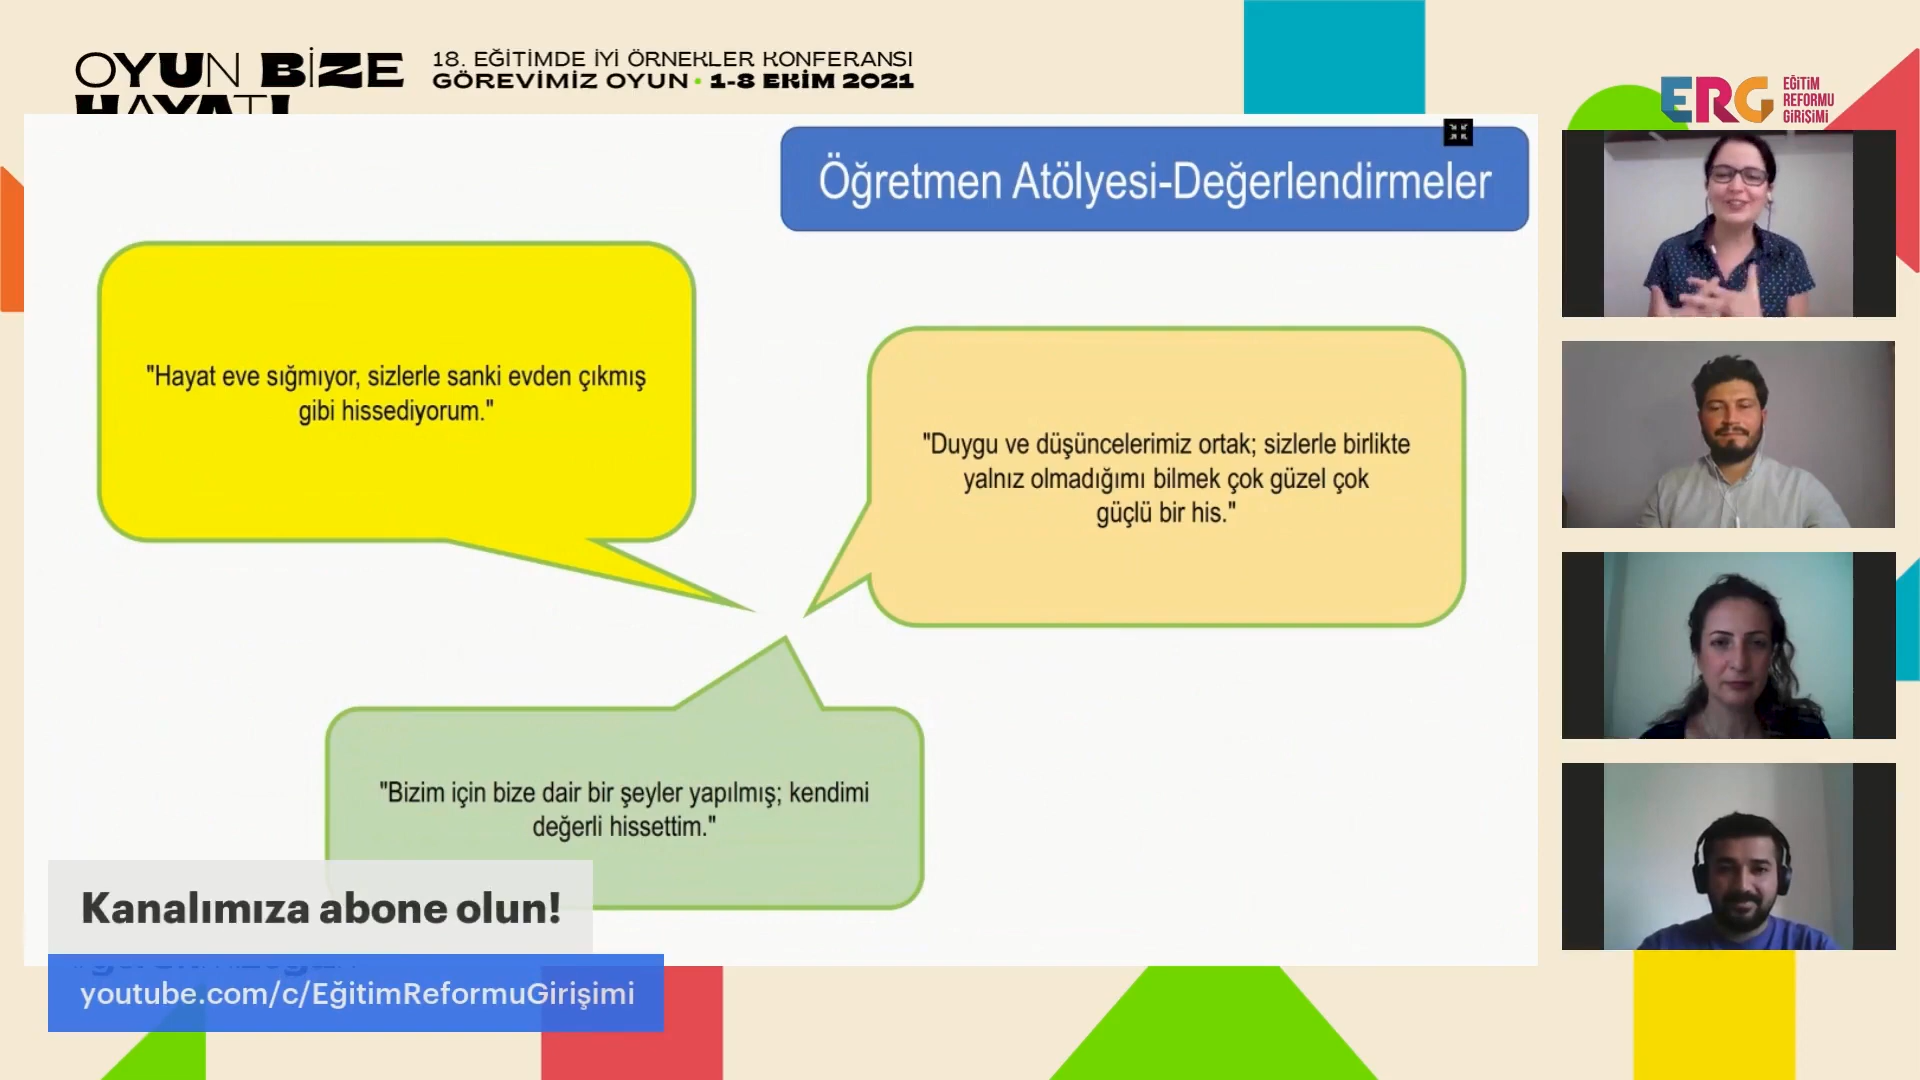 OYUN BİZE
HAYATI
18. EĞİTİMDE İYİ ÖRNEKLER KONFERANSI
GÖREVİMİZ OYUN • 1-8 EKİM 2021
ERG
EĞİTİM
REFORMU
GİRİŞİMİ
Öğretmen Atölyesi-Değerlendirmeler
"Hayat eve sığmıyor, sizlerle sanki evden çıkmış
gibi hissediyorum."
"Duygu ve düşüncelerimiz ortak; sizlerle birlikte
yalnız olmadığımı bilmek çok güzel çok
güçlü bir his."
"Bizim için bize dair bir şeyler yapılmış; kendimi
değerli hissettim."
Kanalımıza abone olun!
youtube.com/c/EğitimReformuGirişimi